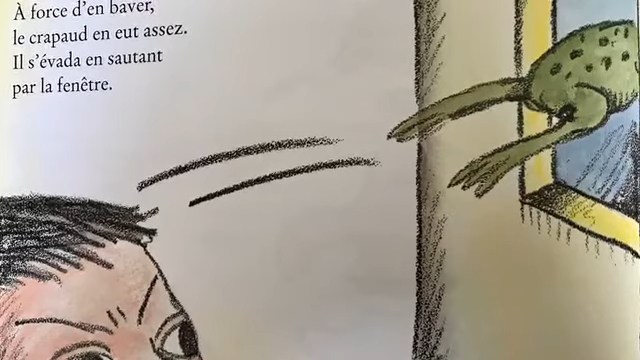 À force d'en baver,
le crapaud en eut assez.
Il s'évada en sautant
par la fenêtre.